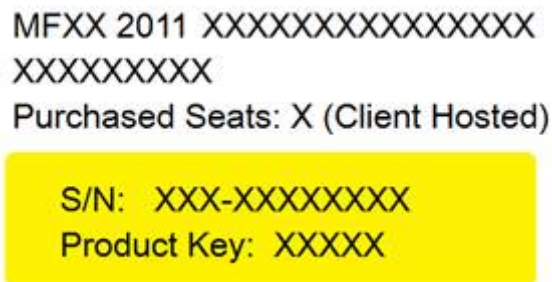 MFXX 2011 XXXXXXXXXXXXXXX
XXXXXXXXX
Purchased Seats: X (Client Hosted)
S/N: XXX-XXXXXXXX
Product Key: XXXXX